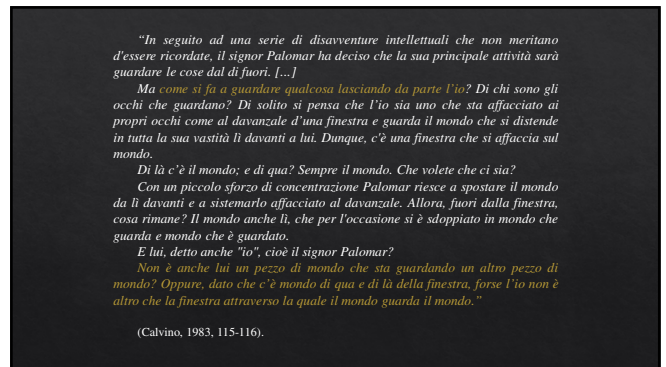 “In seguito ad una serie di disavventure intellettuali che non meritano
d'essere ricordate, il signor Palomar ha deciso che la sua principale attività sarà
guardare le cose dal di fuori. [...]
Ma come si fa a guardare qualcosa lasciando da parte l’io? Di chi sono gli
occhi che guardano? Di solito si pensa che l’io sia uno che sta affacciato ai
propri occhi come al davanzale d’una finestra e guarda il mondo che si distende
in tutta la sua vastità lì davanti a lui. Dunque, c'è una finestra che si affaccia sul
mondo.
Di là c’è il mondo; e di qua? Sempre il mondo. Che volete che ci sia?
Con un piccolo sforzo di concentrazione Palomar riesce a spostare il mondo
da lì davanti e a sistemarlo affacciato al davanzale. Allora, fuori dalla finestra,
cosa rimane? Il mondo anche lì, che per l'occasione si è sdoppiato in mondo che
guarda e mondo che è guardato.
E lui, detto anche "io", cioè il signor Palomar?
Non è anche lui un pezzo di mondo che sta guardando un altro pezzo di
mondo? Oppure, dato che c’è mondo di qua e di là della finestra, forse l’io non è
altro che la finestra attraverso la quale il mondo guarda il mondo.”
(Calvino, 1983, 115-116).